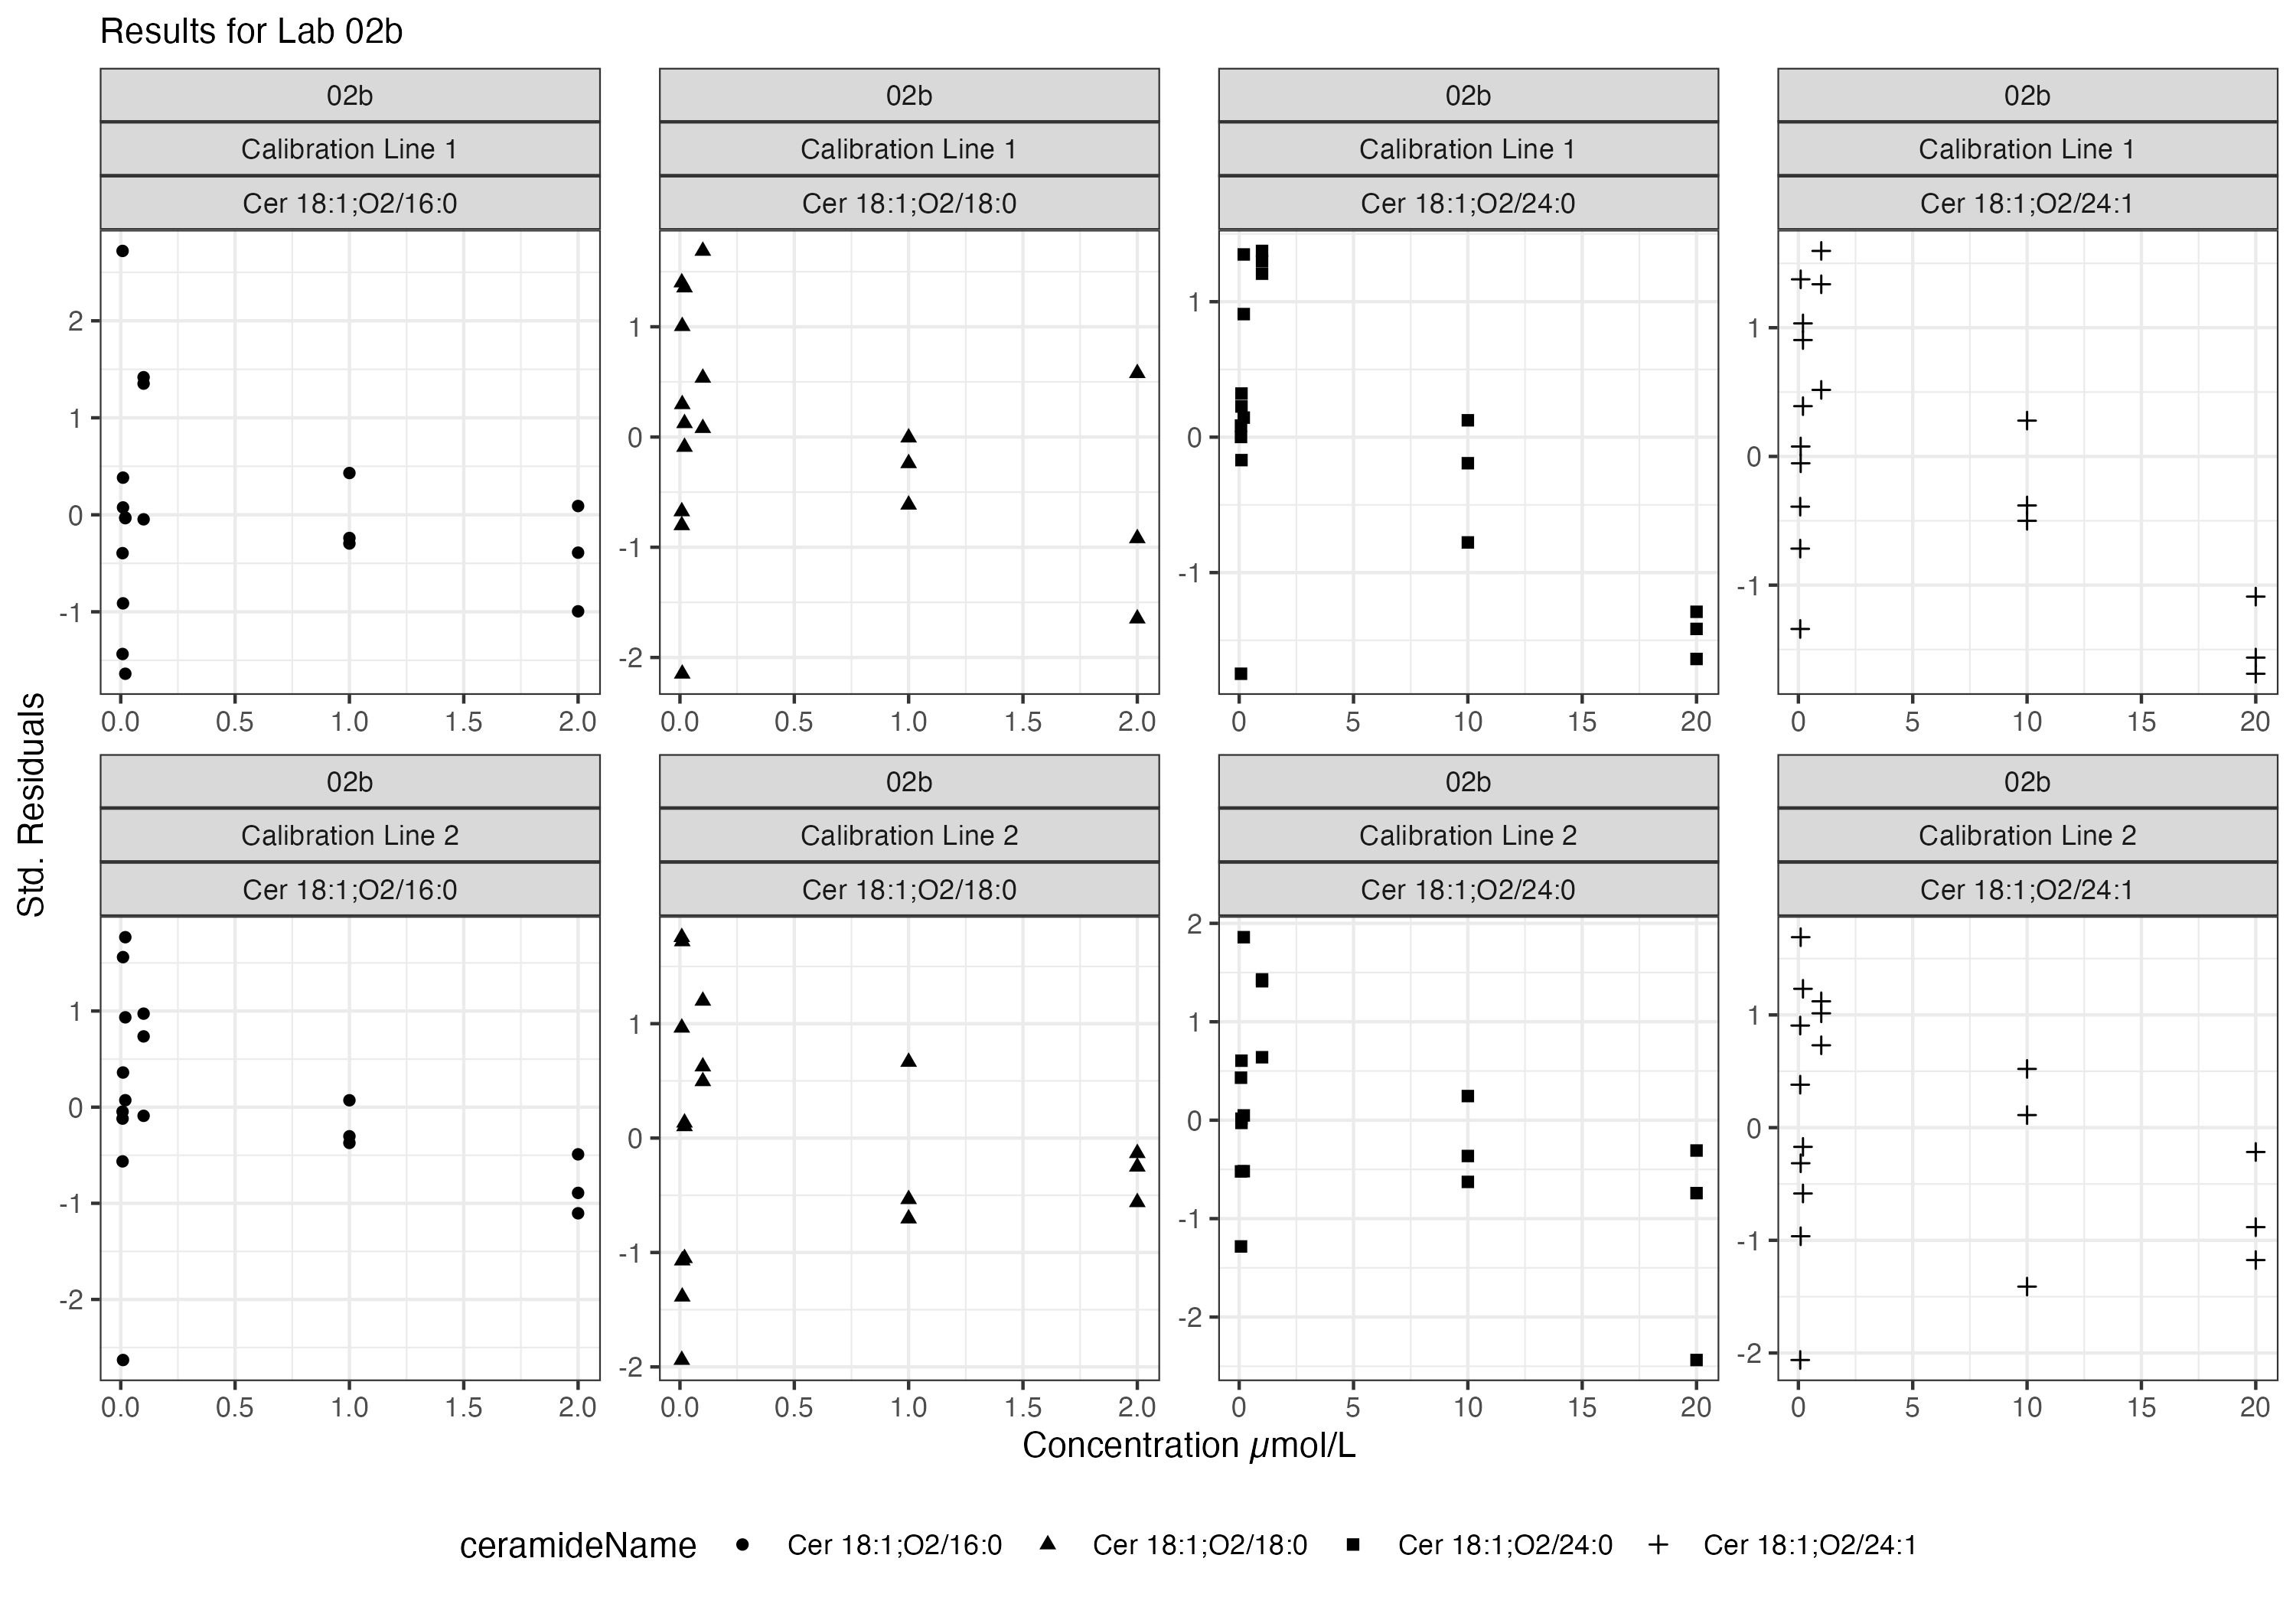 Results for Lab 02b
02b
02b
02b
02b
Calibration Line 1
Calibration Line 1
Calibration Line 1
Calibration Line 1
Cer 18:1;O2/16:0
Cer 18:1;O2/18:0
Cer 18:1;O2/24:0
Cer 18:1;O2/24:1
2
1
0
-1
1
0
-1
-2
1
0
-1
1
0
-1
0.0 0.5 1.0 1.5 2.0
0.0 0.5 1.0 1.5 2.0
0 5 10 15 20
0 5 10 15 20
Std. Residuals
02b
02b
02b
02b
Calibration Line 2
Calibration Line 2
Calibration Line 2
Calibration Line 2
Cer 18:1;O2/16:0
Cer 18:1;O2/18:0
Cer 18:1;O2/24:0
Cer 18:1;O2/24:1
1
0
-1
-2
1
0
-1
-2
2
1
0
-1
-2
1
0
-1
-2
0.0 0.5 1.0 1.5 2.0
0.0 0.5 1.0 1.5 2.0
0 5 10 15 20
0 5 10 15 20
Concentration µmol/L
ceramideName Cer 18:1;O2/16:0 Cer 18:1;O2/18:0 Cer 18:1;O2/24:0 Cer 18:1;O2/24:1